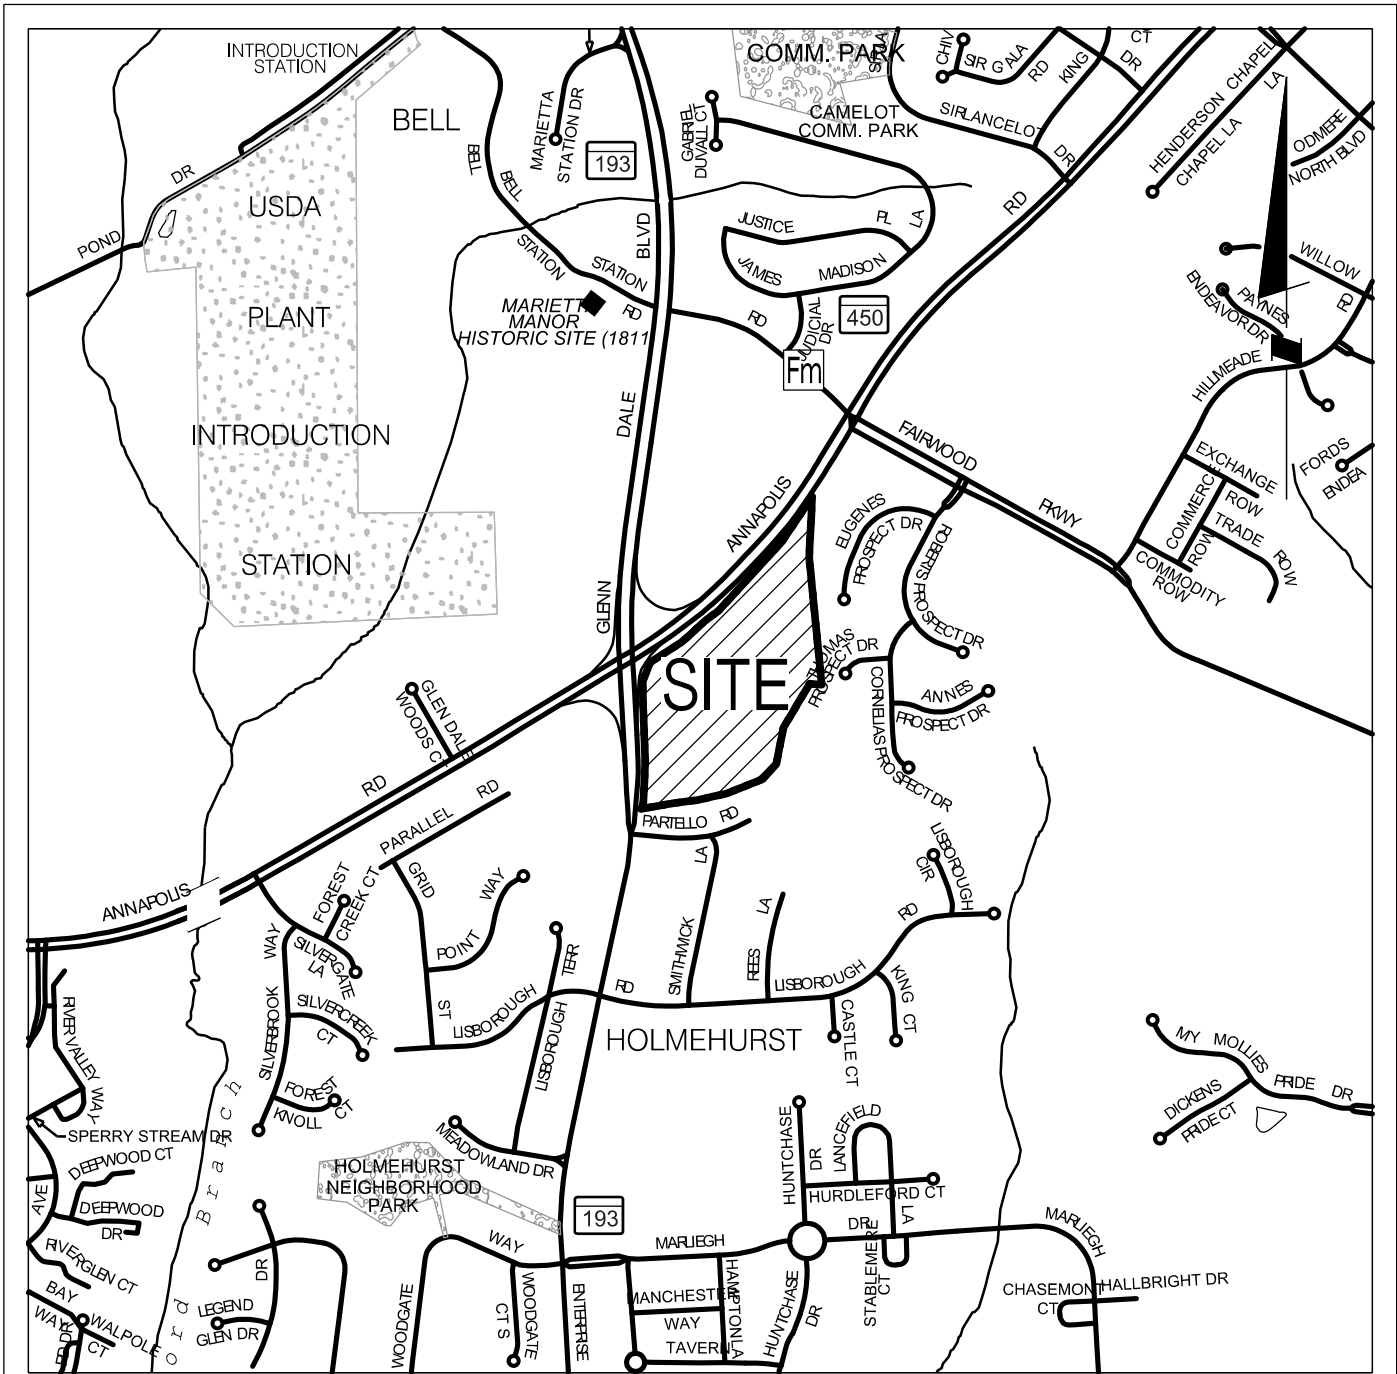 INTRODUCTION
STATION
BELL
COMM. PARK
CHIV
SIR GALA
RD
KING
CT
DR
HENDERSON CHAPEL
LA
CHAPEL LA
ODMERE
NORTH BLVD
MARIETTA
STATION DR
193
GABRIEL
DUVALL CT
CAMELOT
COMM. PARK
SIRLANCELOT
DR
DR
POND
USDA
PLANT
INTRODUCTION
STATION
BELL
BELL
STATION
STATION
RD
RD
BLVD
JUSTICE
PL
LA
JAMES
MADISON
JUDICIAL
DR
450
Fm
RD
MANOR
HISTORIC SITE (1811
WILLOW
RD
PAYNES
ENDEAVOR DR
HILLMEADE
FORDS
ENDEA
DALE
GLENN
ANNAPOLIS
FAIRWOOD
PKWY
EXCHANGE
ROW
COMMERCE
ROW
TRADE
ROW
COMMODITY
ROW
EUGENES
PROSPECT DR
ROBERTS PROSPECT DR
THOMAS
PROSPECT DR
SITE
CORNELIAS PROSPECT DR
ANNES
PROSPECT DR
GLEN DALE
WOODS CT
RD
PARALLEL
RD
PARTELLO
RD
ANNAPOLIS
FOREST
CREEK CT
GRID
ST
POINT
WAY
SILVERGATE
LA
SILVERBROOK
WAY
SILVERCREEK
CT
FOREST
ST CT
KNOLL
LISBOROUGH
RD
LISBOROUGH
TERR
SMITHWICK
LA
REES
LA
LISBOROUGH
RD
LISBOROUGH
CIR
KING CT
CASTLE CT
HOLMEHURST
RIVER VALLEY WAY
SPERRY STREAM DR
DEEPWOOD CT
DEEPWOOD
DR
AVE
RIVERGLEN CT
BAY
WAY
WALPOLE
CT
Branch
ord
MEADOWLAND DR
HOLMEHURST
NEIGHBORHOOD
PARK
193
HUNTCHASE
DR
LANCEFIELD
HURDLEFORD CT
LA
MY MOLLIES
PRIDE DR
DICKENS
PRIDE CT
LEGEND
GLEN DR
DR
WOODGATE
WAY
WOODGATE
CT S
ENTERPRISE
MARLIEGH
DR
MARLIEGH
MANCHESTER
WAY
TAVERN
HAMPTON LA
HUNTCHASE
DR
STABLEMERE
CT
CHASEMONT
CT
HALLBRIGHT DR